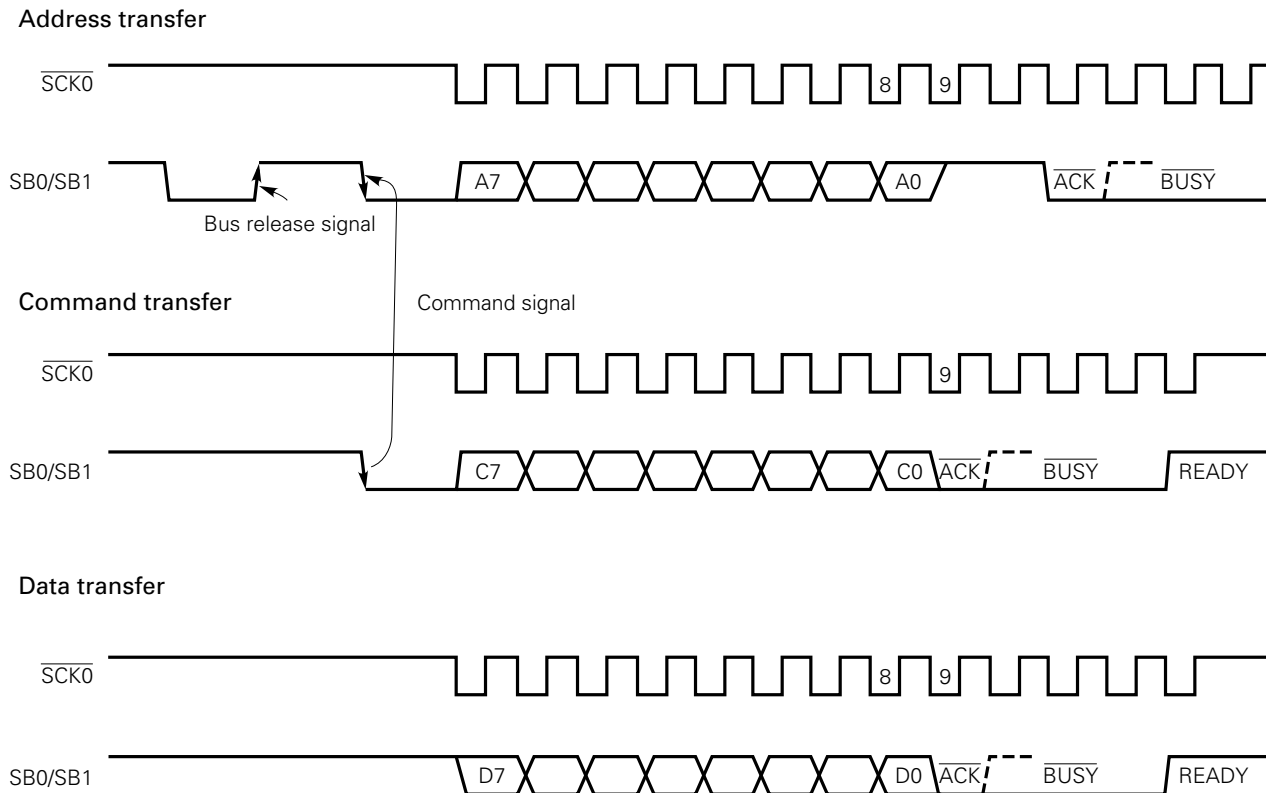 Address transfer
SCK0
8 9
SB0/SB1
A7 A0 ACK BUSY
Bus release signal
Command transfer
Command signal
SCK0
9
SB0/SB1
C7 C0 ACK BUSY READY
Data transfer
SCK0
8 9
SB0/SB1
D7 D0 ACK BUSY READY